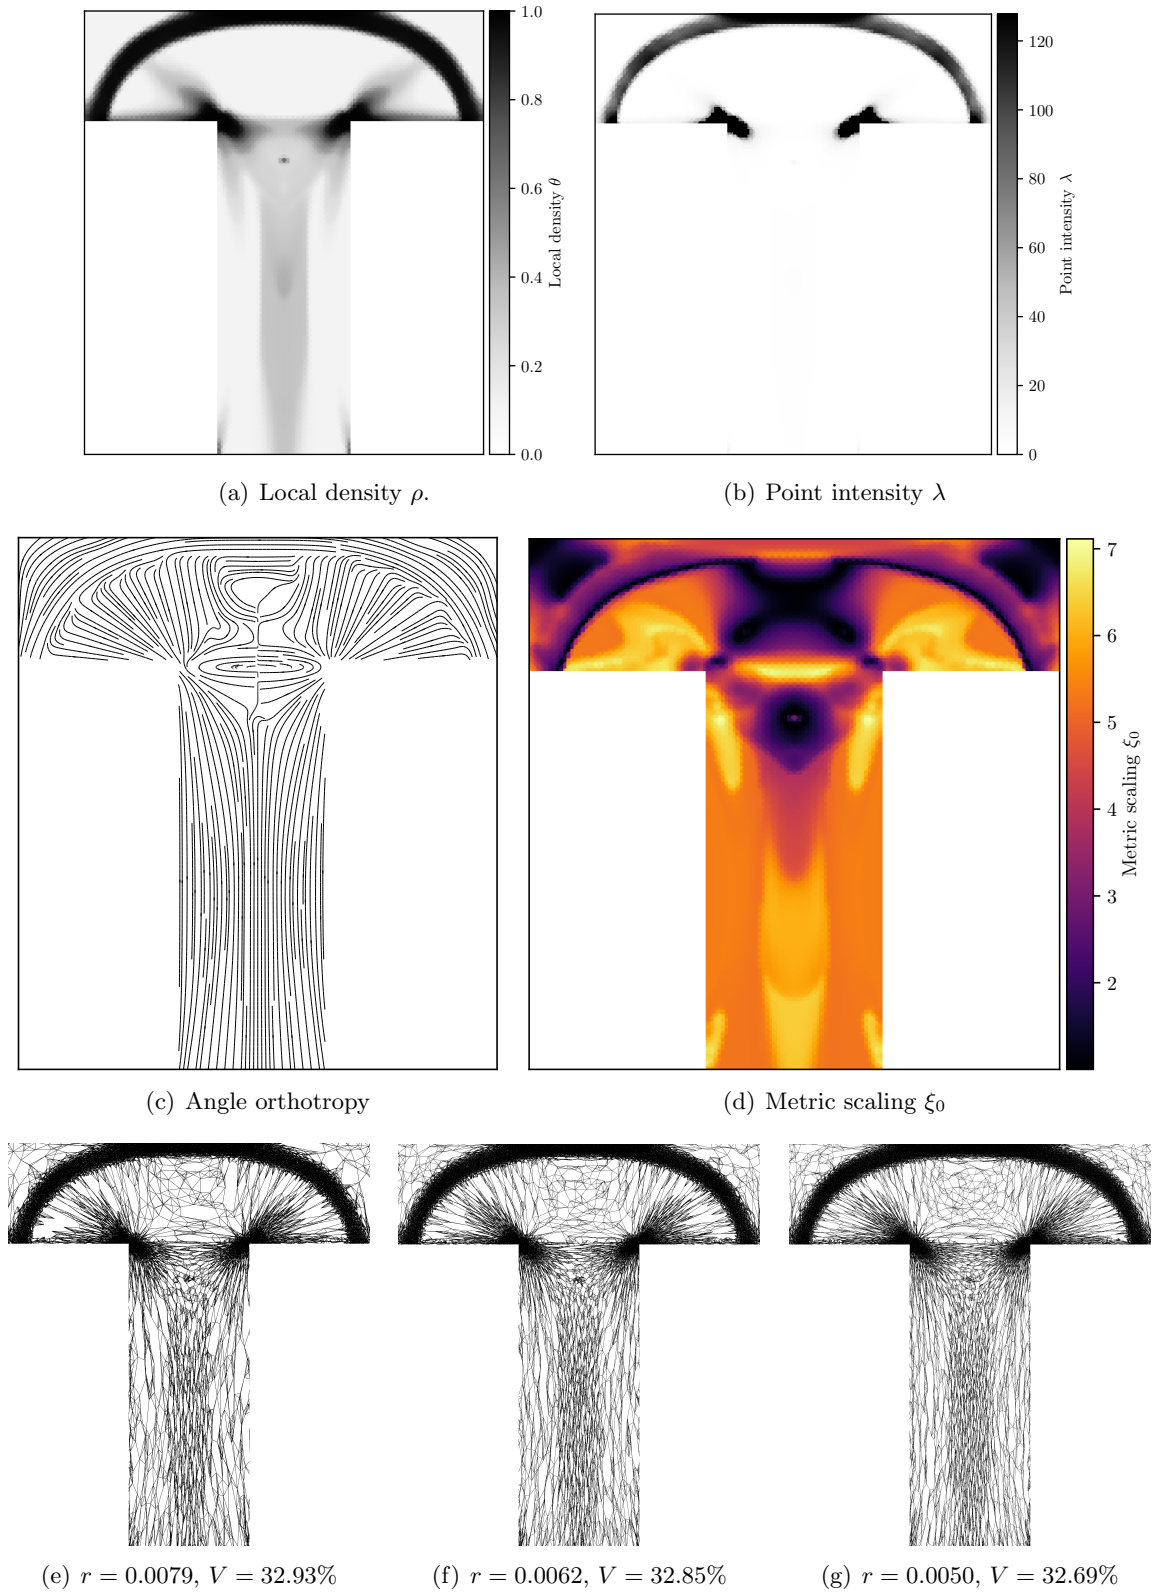 1.0
0.8
0.6
0.4
0.2
0.0
Local density θ
120
100
80
60
40
20
0
Point intensity λ
(a) Local density ρ.
(b) Point intensity λ
7
6
5
4
3
2
Metric scaling ξ₀
(c) Angle orthotropy
(d) Metric scaling ξ₀
(e) r = 0.0079, V = 32.93%
(f) r = 0.0062, V = 32.85%
(g) r = 0.0050, V = 32.69%